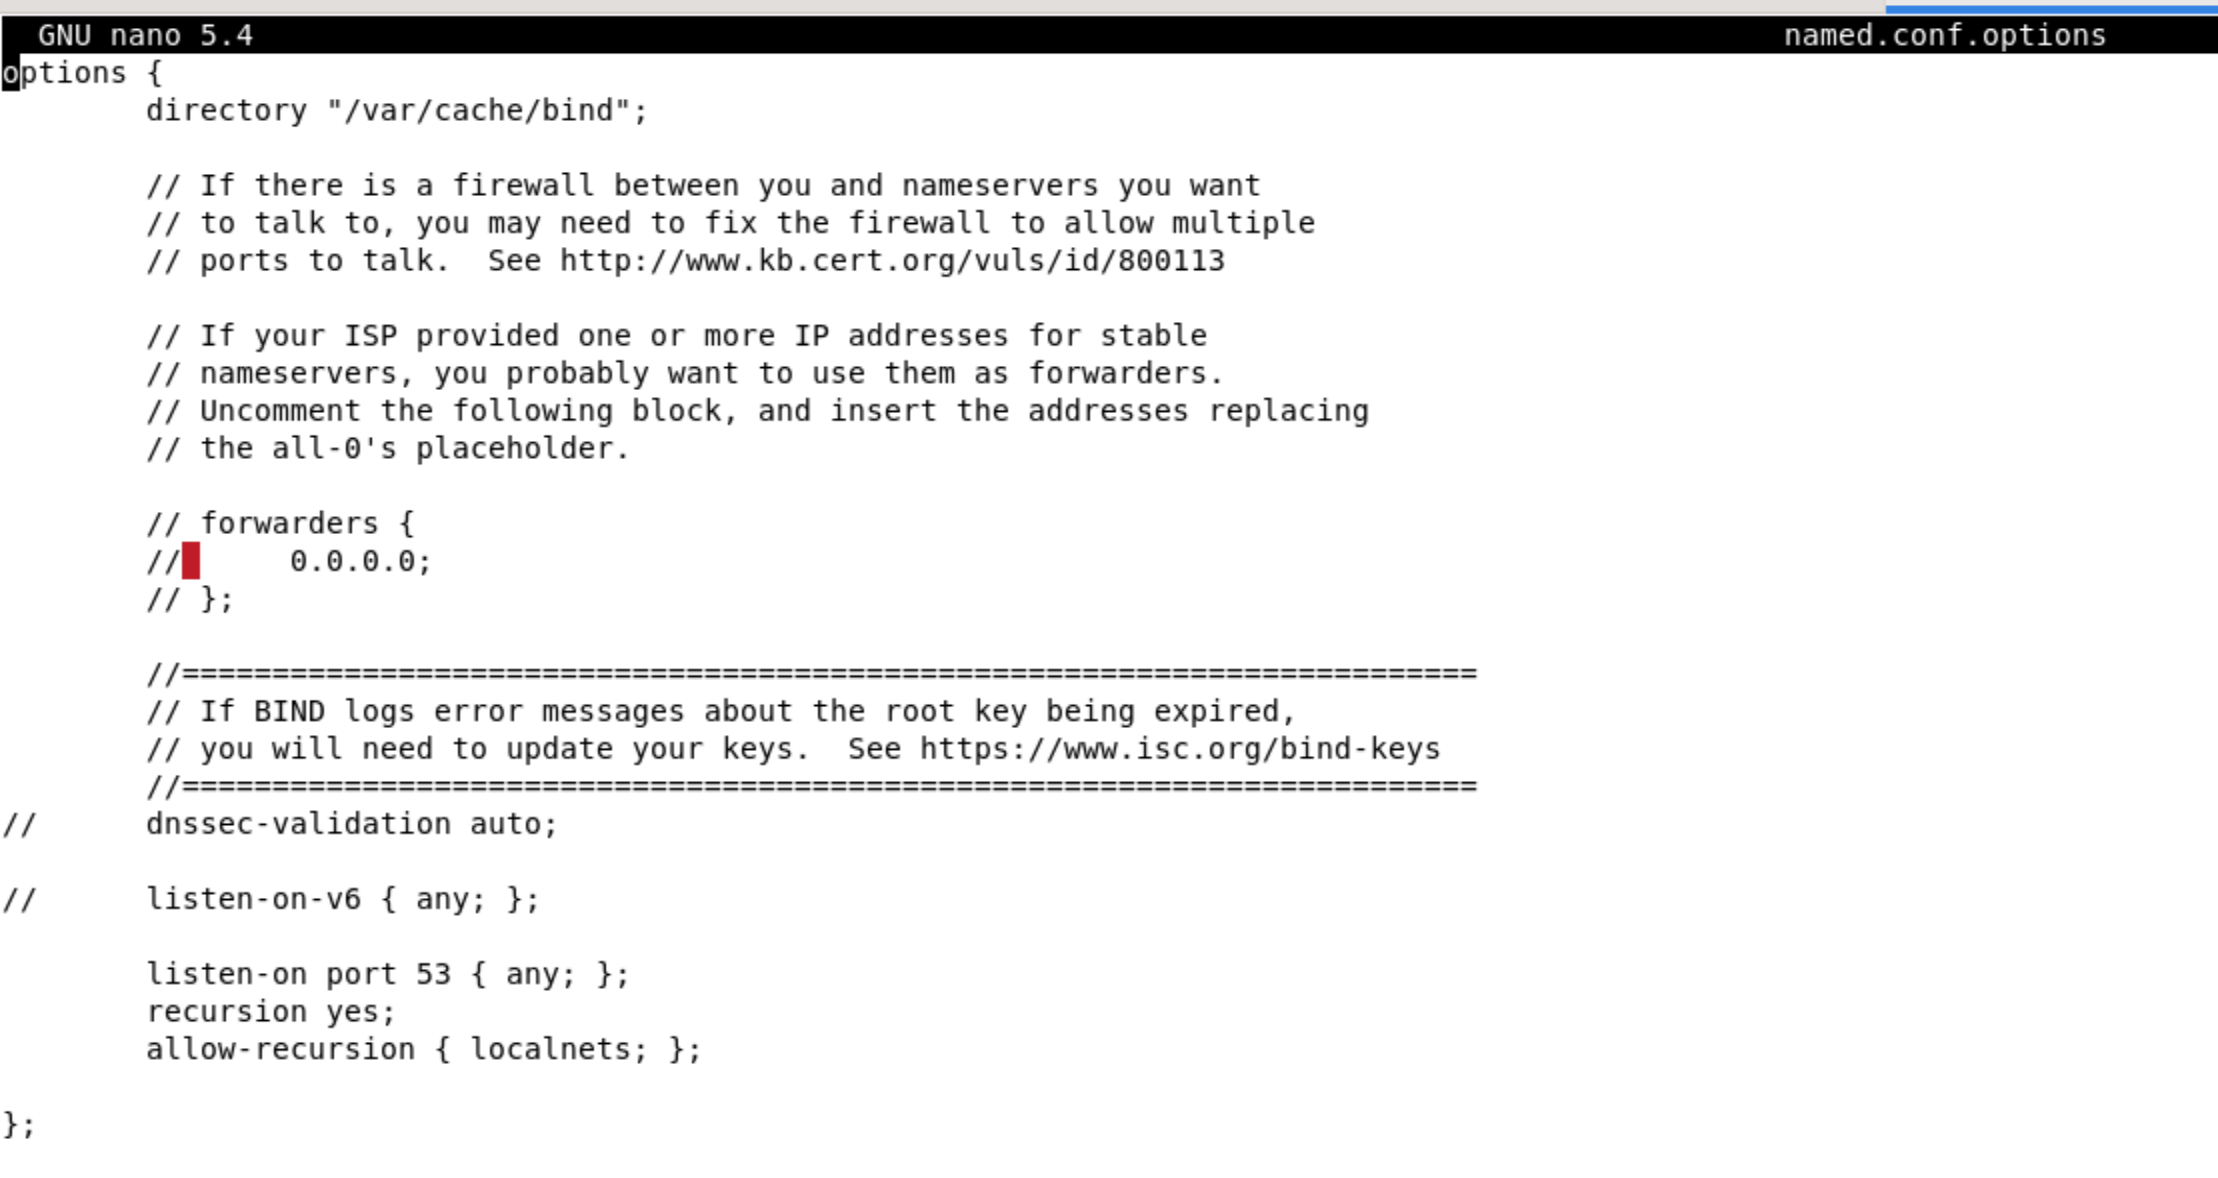 GNU nano 5.4 named.conf.options
options {
directory "/var/cache/bind";
// If there is a firewall between you and nameservers you want
// to talk to, you may need to fix the firewall to allow multiple
// ports to talk.  See http://www.kb.cert.org/vuls/id/800113
// If your ISP provided one or more IP addresses for stable
// nameservers, you probably want to use them as forwarders.
// Uncomment the following block, and insert the addresses replacing
// the all-0's placeholder.
// forwarders {
//      0.0.0.0;
// };
//========================================================================
// If BIND logs error messages about the root key being expired,
// you will need to update your keys.  See https://www.isc.org/bind-keys
//========================================================================
//      dnssec-validation auto;
//      listen-on-v6 { any; };
listen-on port 53 { any; };
recursion yes;
allow-recursion { localnets; };
};